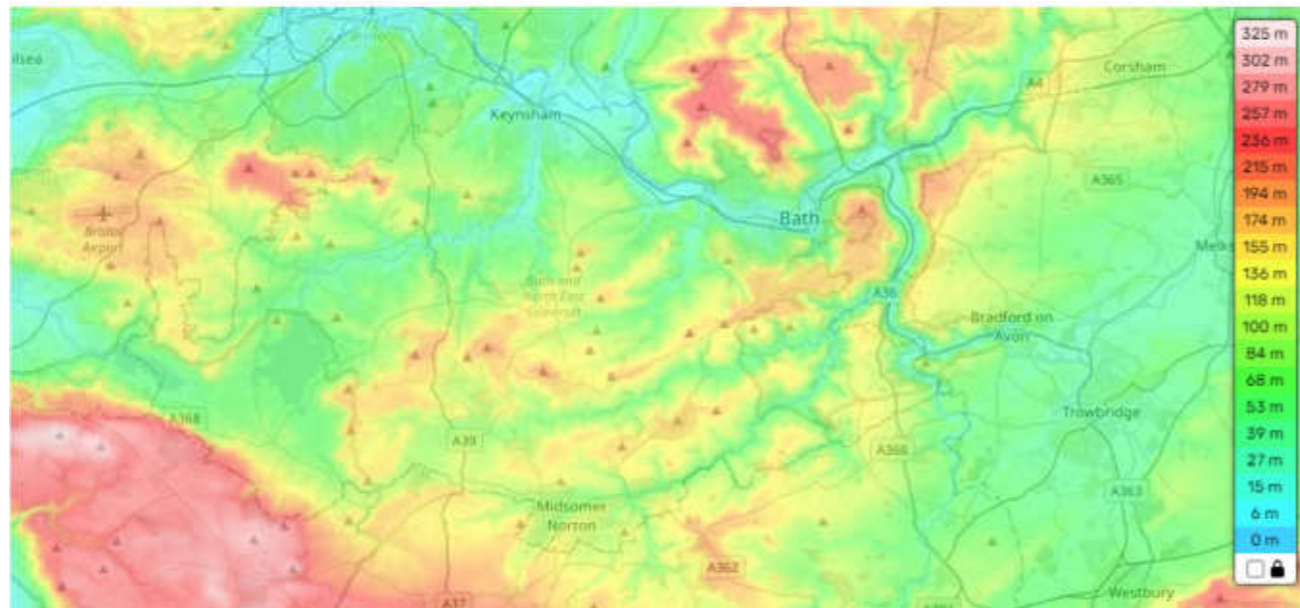 Corsham
A4
Keynsham
A365
Bath
Bristol
Airport
Bath and
North East
Somerset
A36
Bradford on
Avon
A368
Trowbridge
A39
A366
A363
Midsomer
Norton
A362
A37
Westbury
325 m
302 m
279 m
257 m
236 m
215 m
194 m
174 m
155 m
136 m
118 m
100 m
84 m
68 m
53 m
39 m
27 m
15 m
6 m
0 m